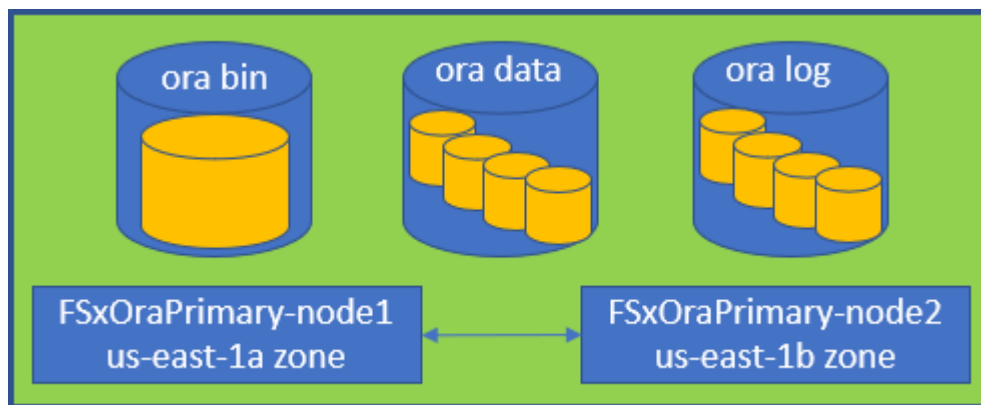 ora bin
ora data
ora log
FSxOraPrimary-node1
us-east-1a zone
FSxOraPrimary-node2
us-east-1b zone